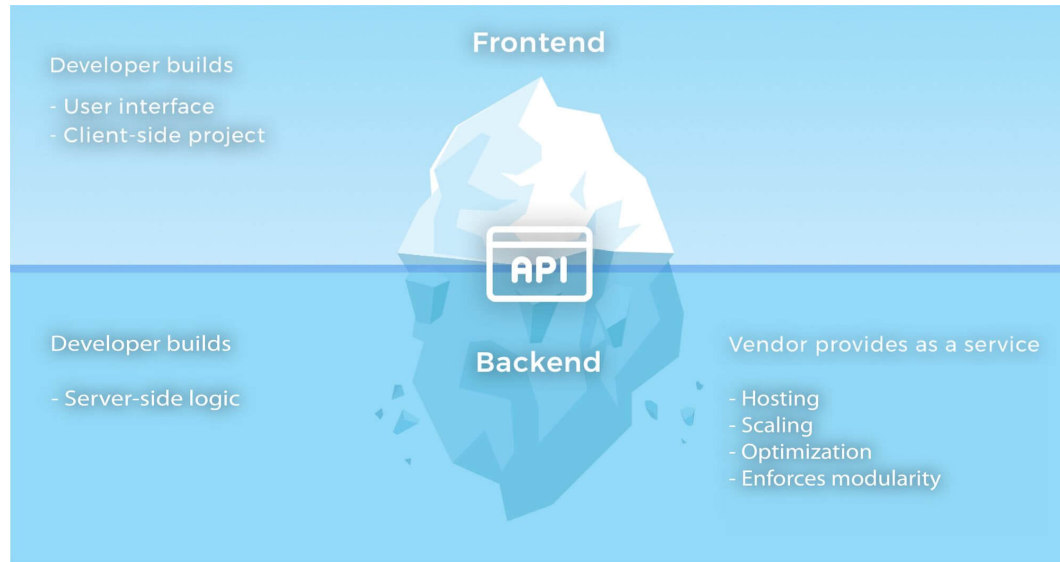 Frontend
Developer builds
- User interface
- Client-side project
API
Developer builds
- Server-side logic
Backend
Vendor provides as a service
- Hosting
- Scaling
- Optimization
- Enforces modularity